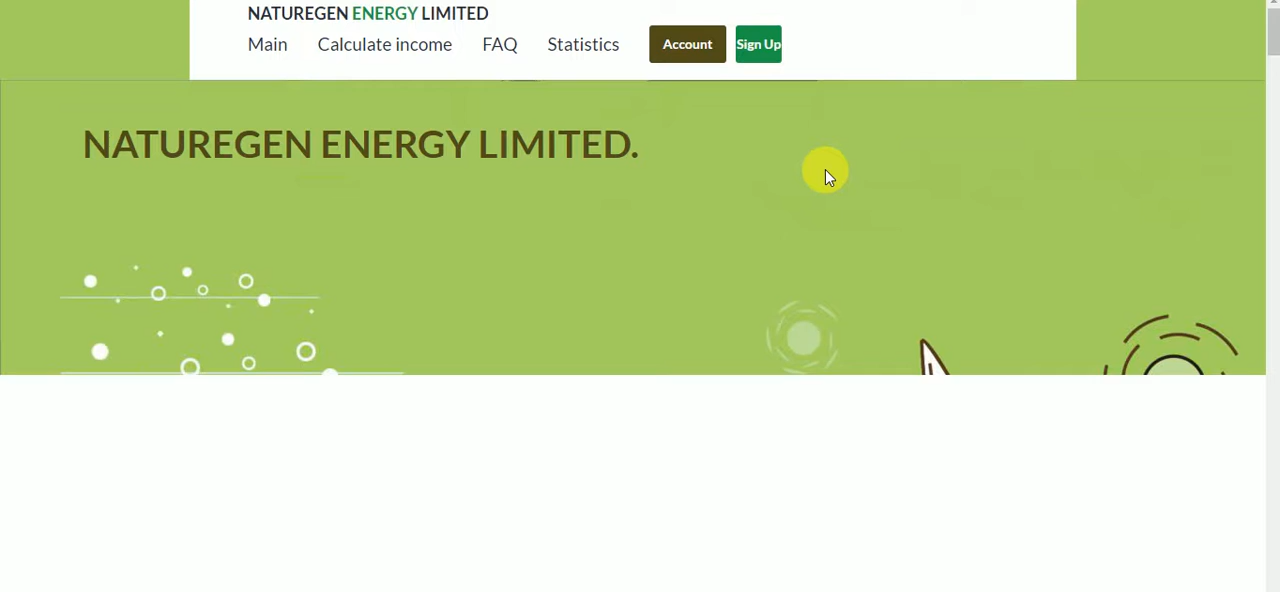 NATUREGEN ENERGY LIMITED
Main Calculate income FAQ Statistics Account Sign Up
NATUREGEN ENERGY LIMITED.